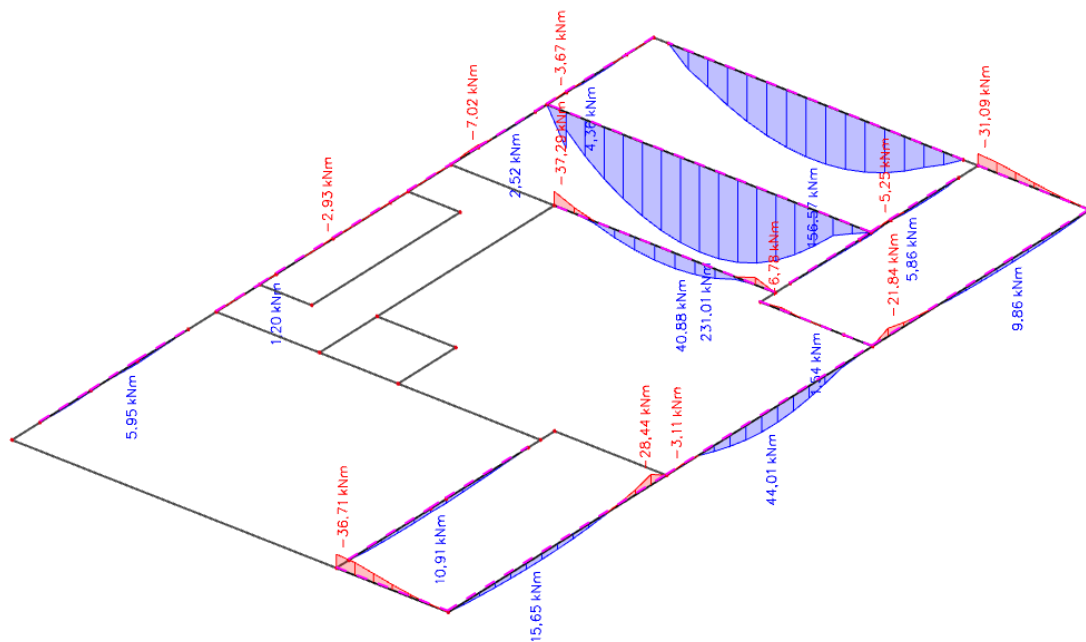 -3,67 kNm
-7,02 kNm
-37,29 kNm
4,36 kNm
-31,09 kNm
2,52 kNm
-5,25 kNm
-2,93 kNm
156,57 kNm
5,86 kNm
-6,78 kNm
-21,84 kNm
9,86 kNm
1,20 kNm
40,88 kNm
231,01 kNm
5,95 kNm
kNm
-28,44 kNm
-3,11 kNm
44,01 kNm
-36,71 kNm
10,91 kNm
15,65 kNm